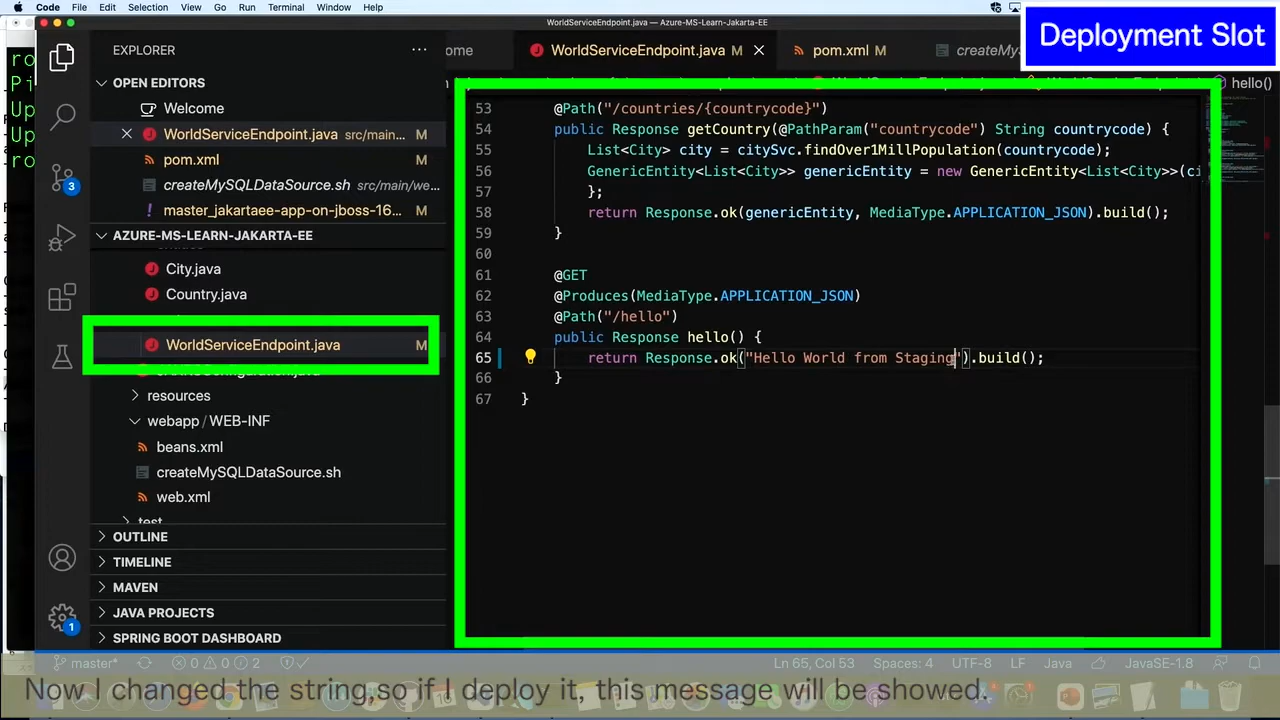 Code File Edit Selection View Go Run Terminal Window Help
WorldServiceEndpoint.java — Azure-MS-Learn-Jakarta-EE
Deployment Slot
EXPLORER ···
ome
WorldServiceEndpoint.java M
pom.xml M
hello()
OPEN EDITORS
Welcome
WorldServiceEndpoint.java src/main... M
pom.xml M
createMySQLDataSource.sh src/main/we...
! master_jakartaee-app-on-jboss-16... M
AZURE-MS-LEARN-JAKARTA-EE
City.java
Country.java
WorldServiceEndpoint.java M
resources
webapp / WEB-INF
beans.xml
createMySQLDataSource.sh
web.xml
test
OUTLINE
TIMELINE
MAVEN
JAVA PROJECTS
SPRING BOOT DASHBOARD
3
1
53 @Path("/countries/{countrycode}")
54 public Response getCountry(@PathParam("countrycode") String countrycode) {
55 List<City> city = citySvc.findOver1MillPopulation(countrycode);
56 GenericEntity<List<City>> genericEntity = new GenericEntity<List<City>>(ci
57 };
58 return Response.ok(genericEntity, MediaType.APPLICATION_JSON).build();
59 }
60
61 @GET
62 @Produces(MediaType.APPLICATION_JSON)
63 @Path("/hello")
64 public Response hello() {
65 return Response.ok("Hello World from Staging").build();
66 }
67 }
master* 0 0 2
Ln 65, Col 53 Spaces: 4 UTF-8 LF Java JavaSE-1.8
Now I changed the string,so if I deploy it, this message will be showed.